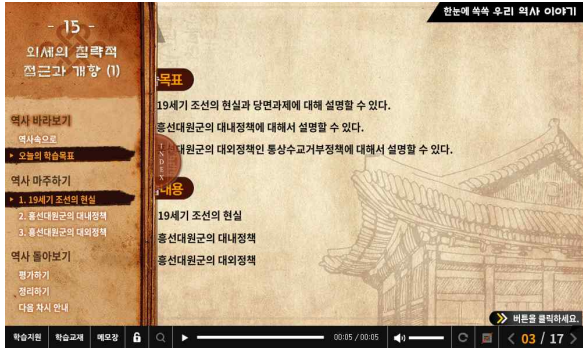 한눈에 쏙쏙 우리 역사 이야기
- 15 -
외세의 침략적
접근과 개항 (1)
역사 바라보기
역사속으로
오늘의 학습목표
역사 마주하기
1. 19세기 조선의 현실
2. 흥선대원군의 대내정책
3. 흥선대원군의 대외정책
역사 돌아보기
평가하기
정리하기
다음 차시 안내
INDEX
목표
19세기 조선의 현실과 당면과제에 대해 설명할 수 있다.
흥선대원군의 대내정책에 대해서 설명할 수 있다.
흥선대원군의 대외정책인 통상수교거부정책에 대해서 설명할 수 있다.
내용
19세기 조선의 현실
흥선대원군의 대내정책
흥선대원군의 대외정책
버튼을 클릭하세요.
학습지원 학습교재 메모장 00:05 / 00:05 03 / 17